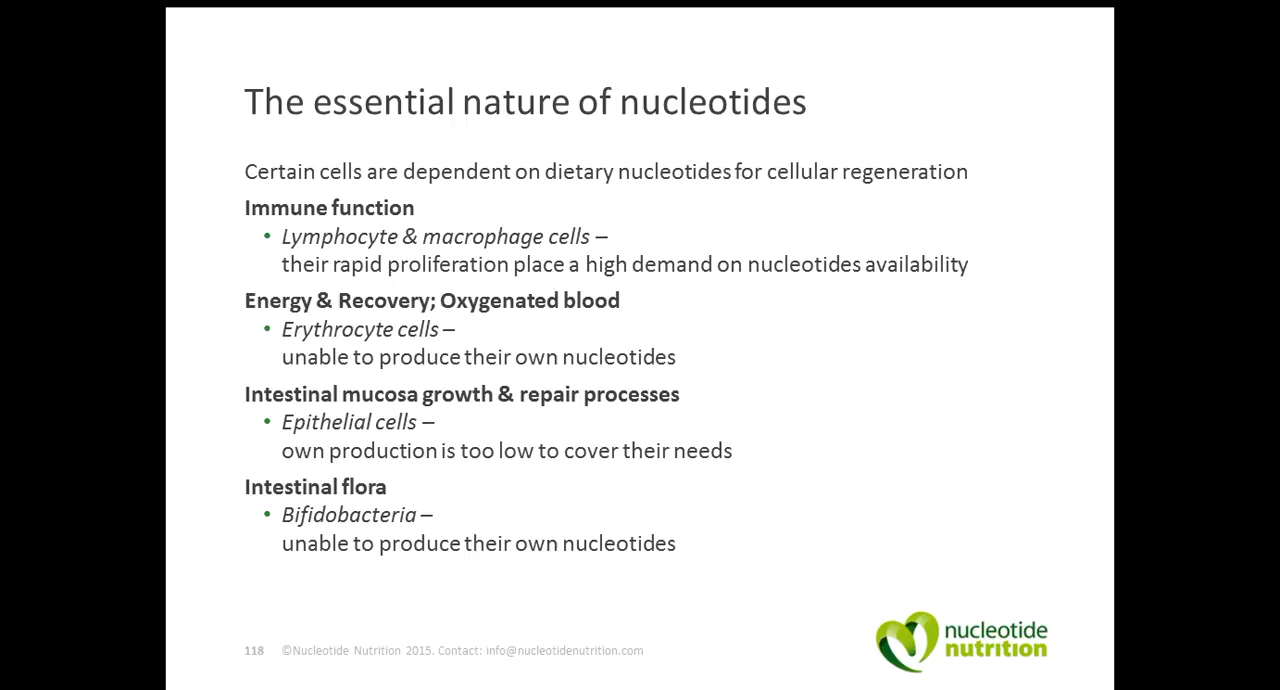 The essential nature of nucleotides
Certain cells are dependent on dietary nucleotides for cellular regeneration
Immune function
• Lymphocyte & macrophage cells –
their rapid proliferation place a high demand on nucleotides availability
Energy & Recovery; Oxygenated blood
• Erythrocyte cells –
unable to produce their own nucleotides
Intestinal mucosa growth & repair processes
• Epithelial cells –
own production is too low to cover their needs
Intestinal flora
• Bifidobacteria –
unable to produce their own nucleotides
118 ©Nucleotide Nutrition 2015. Contact: info@nucleotidenutrition.com
nucleotide
nutrition